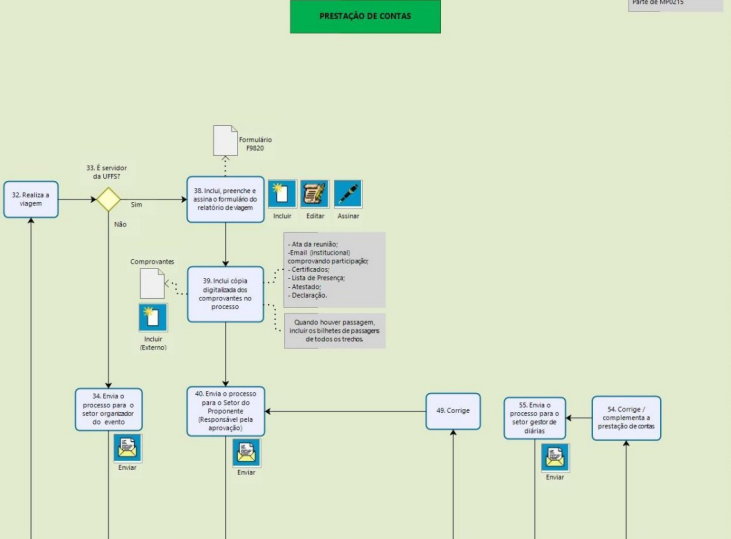 Parte de MP0215
PRESTAÇÃO DE CONTAS
Formulário
F9820
33. É servidor
da UFFS?
32. Realiza a
viagem
Sim
Não
38. Inclui, preenche e
assina o formulário do
relatório de viagem
Incluir
Editar
Assinar
- Ata da reunião;
-Email (institucional)
comprovando participação;
- Certificados;
- Lista de Presença;
- Atestado;
- Declaração.
Comprovantes
39. Inclui cópia
digitalizada dos
comprovantes no
processo
Incluir
(Externo)
Quando houver passagem,
incluir os bilhetes de passagens
de todos os trechos.
34. Envia o
processo para o
setor organizador
do evento
Enviar
40. Envia o processo
para o Setor do
Proponente
(Responsável pela
aprovação)
Enviar
49. Corrige
55. Envia o
processo para o
setor gestor de
diárias
Enviar
54. Corrige /
complementa a
prestação de contas